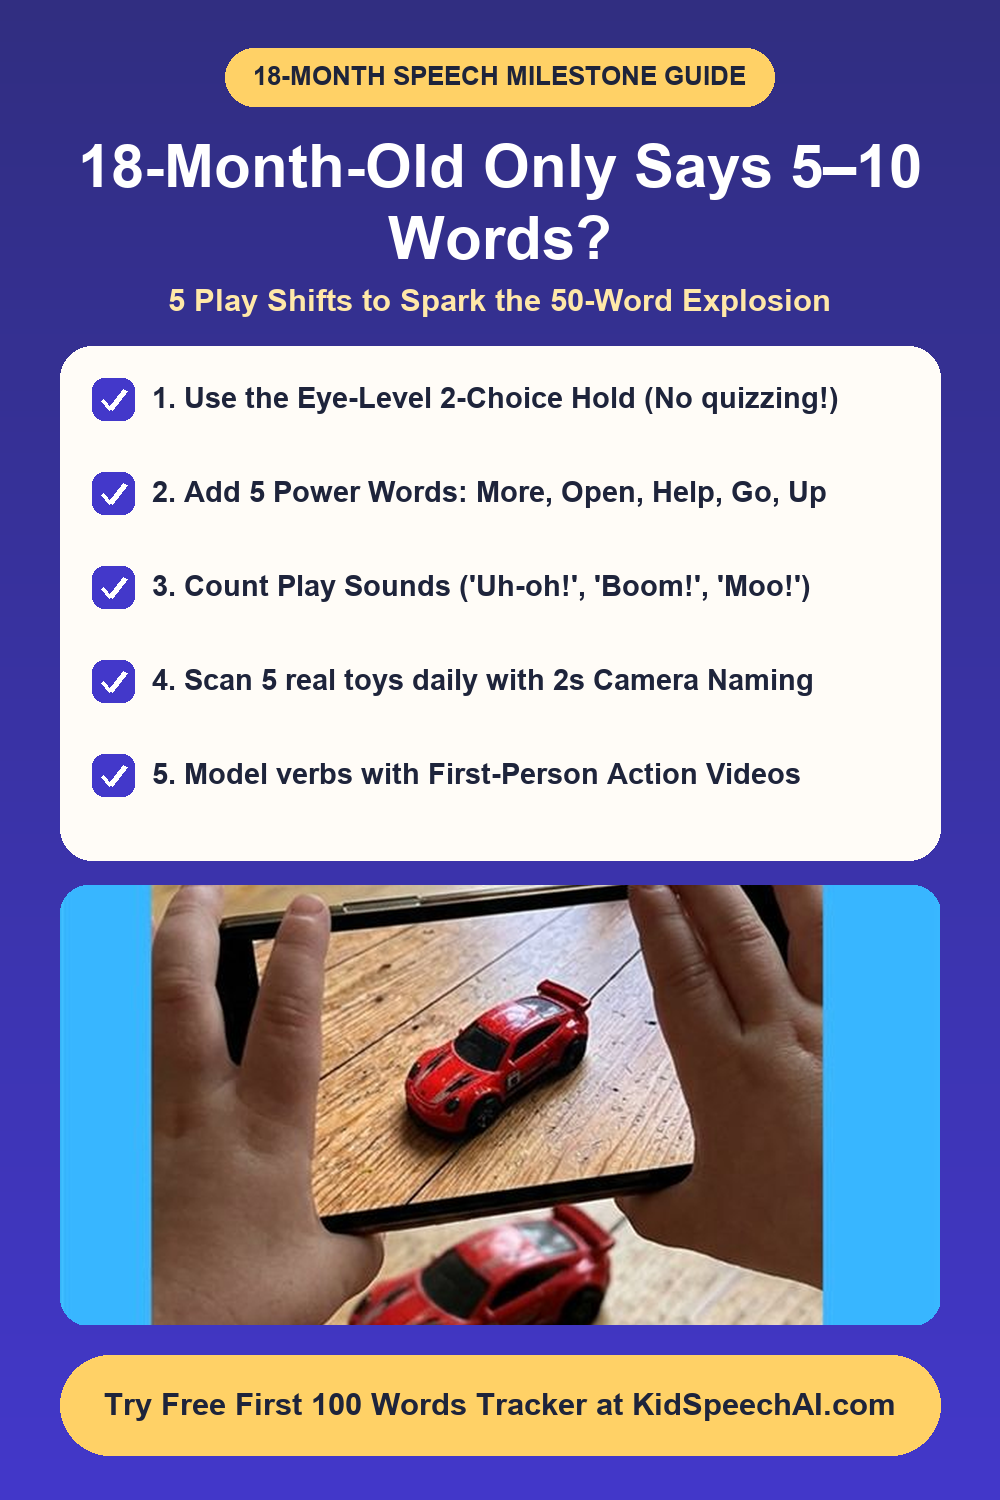 18-MONTH SPEECH MILESTONE GUIDE
18-Month-Old Only Says 5–10
Words?
5 Play Shifts to Spark the 50-Word Explosion
1. Use the Eye-Level 2-Choice Hold (No quizzing!)
2. Add 5 Power Words: More, Open, Help, Go, Up
3. Count Play Sounds ('Uh-oh!', 'Boom!', 'Moo!')
4. Scan 5 real toys daily with 2s Camera Naming
5. Model verbs with First-Person Action Videos
Try Free First 100 Words Tracker at KidSpeechAI.com